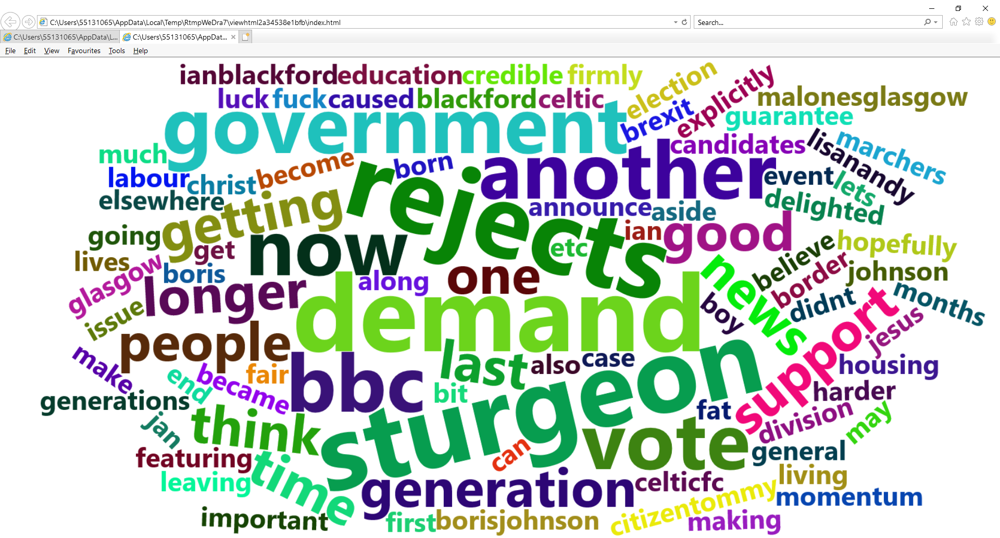 C:\Users\55131065\AppData\Local\Temp\RtmpWeDra7\viewhtml2a34538e1bfb\index.html
Search...
C:\Users\55131065\AppData\L...
C:\Users\55131065\AppDat...
File Edit View Favourites Tools Help
ianblackford education credible firmly election explicitly
luck fuck caused blackford celtic malonesglasgow
government brexit guarantee
much candidates lisanandy marchers
labour christ become born rejects another event lets
elsewhere getting announce aside delighted
going get now etc ian good believe hopefully
lives boris along one news border johnson
glasgow longer demand boy didnt months
issue people support jesus
make end became fair bbc last also case sturgeon housing
generations bit harder
jan think fat division may
featuring time can vote general
leaving generation celticfc living
important first borisjohnson citizentommy momentum
making